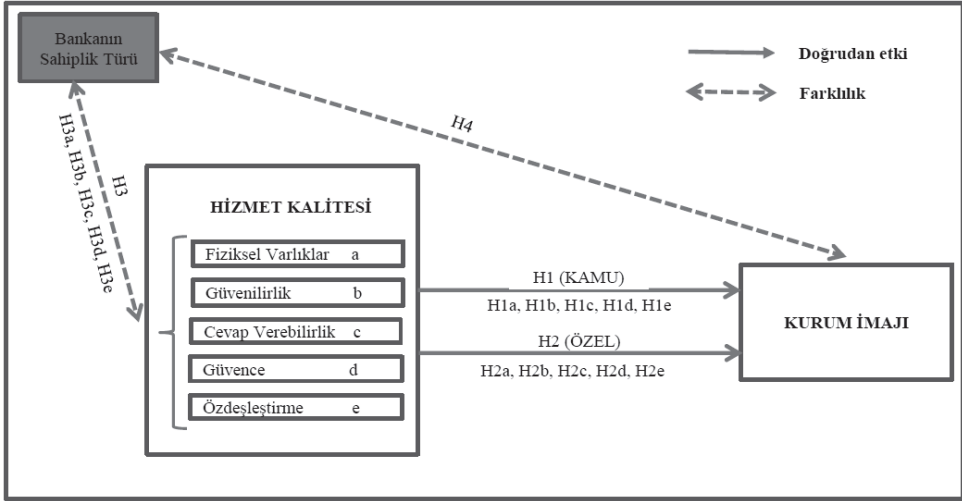 Bankanın
Sahiplik Türü
Doğrudan etki
Farklılık
H4
H3
H3a, H3b, H3c, H3d, H3e
HİZMET KALİTESİ
Fiziksel Varlıklar a
Güvenilirlik b
Cevap Verebilirlik c
Güvence d
Özdeşleştirme e
H1 (KAMU)
H1a, H1b, H1c, H1d, H1e
H2 (ÖZEL)
H2a, H2b, H2c, H2d, H2e
KURUM İMAJI